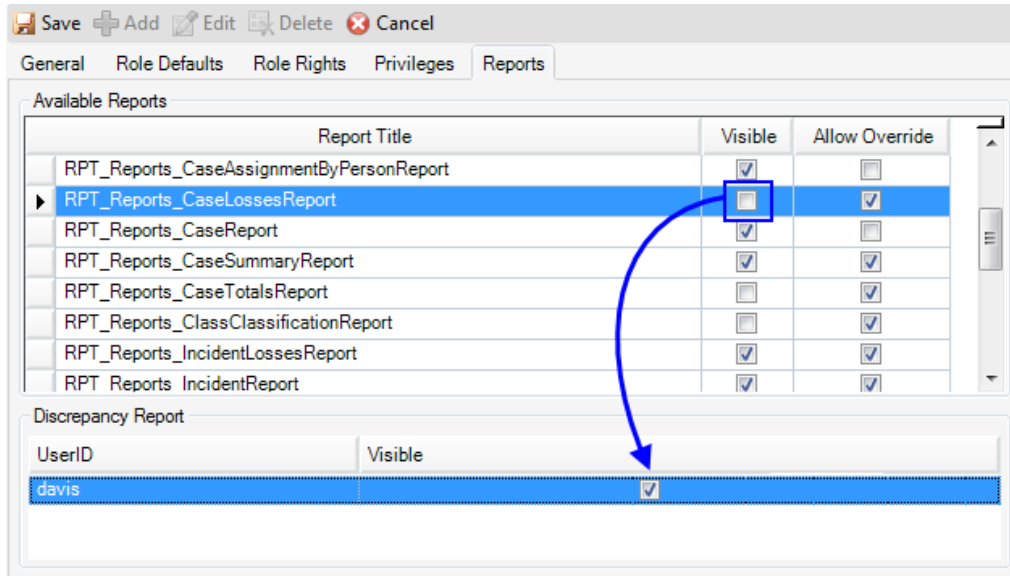 Save Add Edit Delete Cancel
General Role Defaults Role Rights Privileges Reports
Available Reports
Report Title Visible Allow Override
RPT_Reports_CaseAssignmentByPersonReport
RPT_Reports_CaseLossesReport
RPT_Reports_CaseReport
RPT_Reports_CaseSummaryReport
RPT_Reports_CaseTotalsReport
RPT_Reports_ClassClassificationReport
RPT_Reports_IncidentLossesReport
RPT_Reports_IncidentReport
Discrepancy Report
UserID Visible
davis